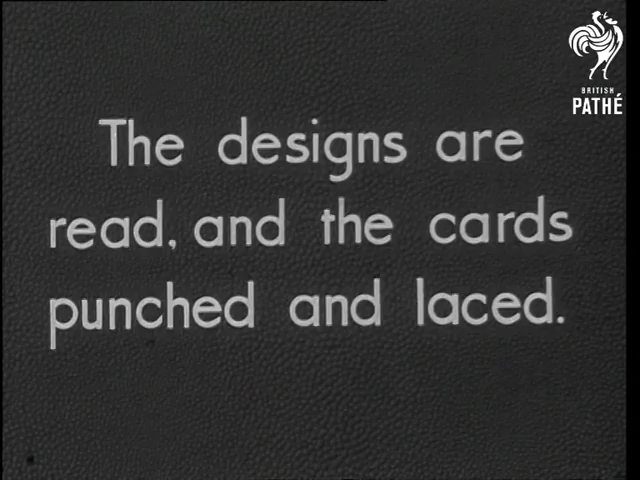 BRITISH
PATHÉ
The designs are
read, and the cards
punched and laced.